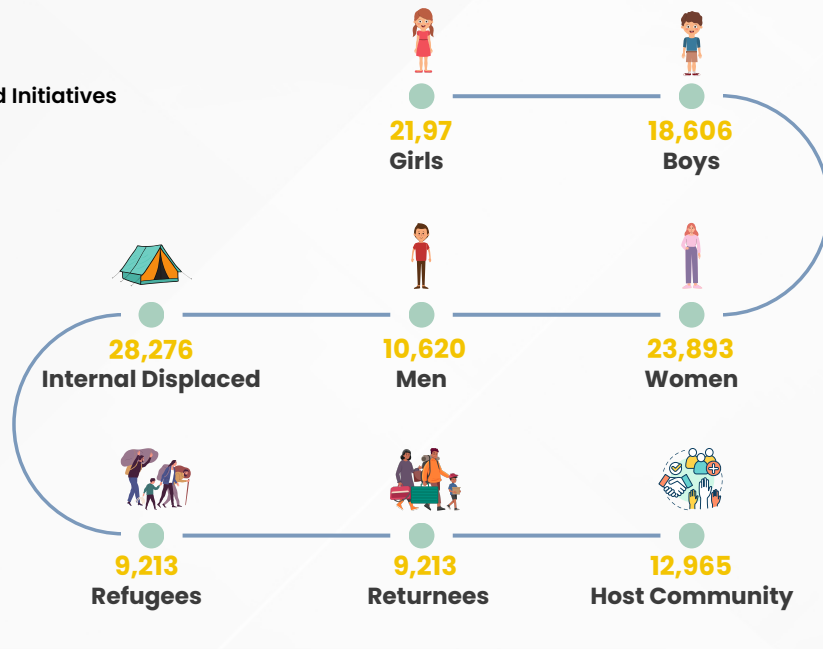 d Initiatives
21,97
Girls
18,606
Boys
28,276
Internal Displaced
10,620
Men
23,893
Women
9,213
Refugees
9,213
Returnees
12,965
Host Community